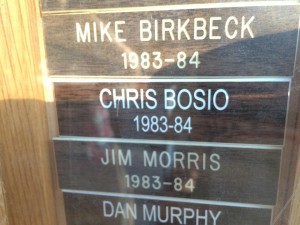 MIKE BIRKBECK
1983-84
CHRIS BOSIO
1983-84
JIM MORRIS
1983-84
DAN MURPHY